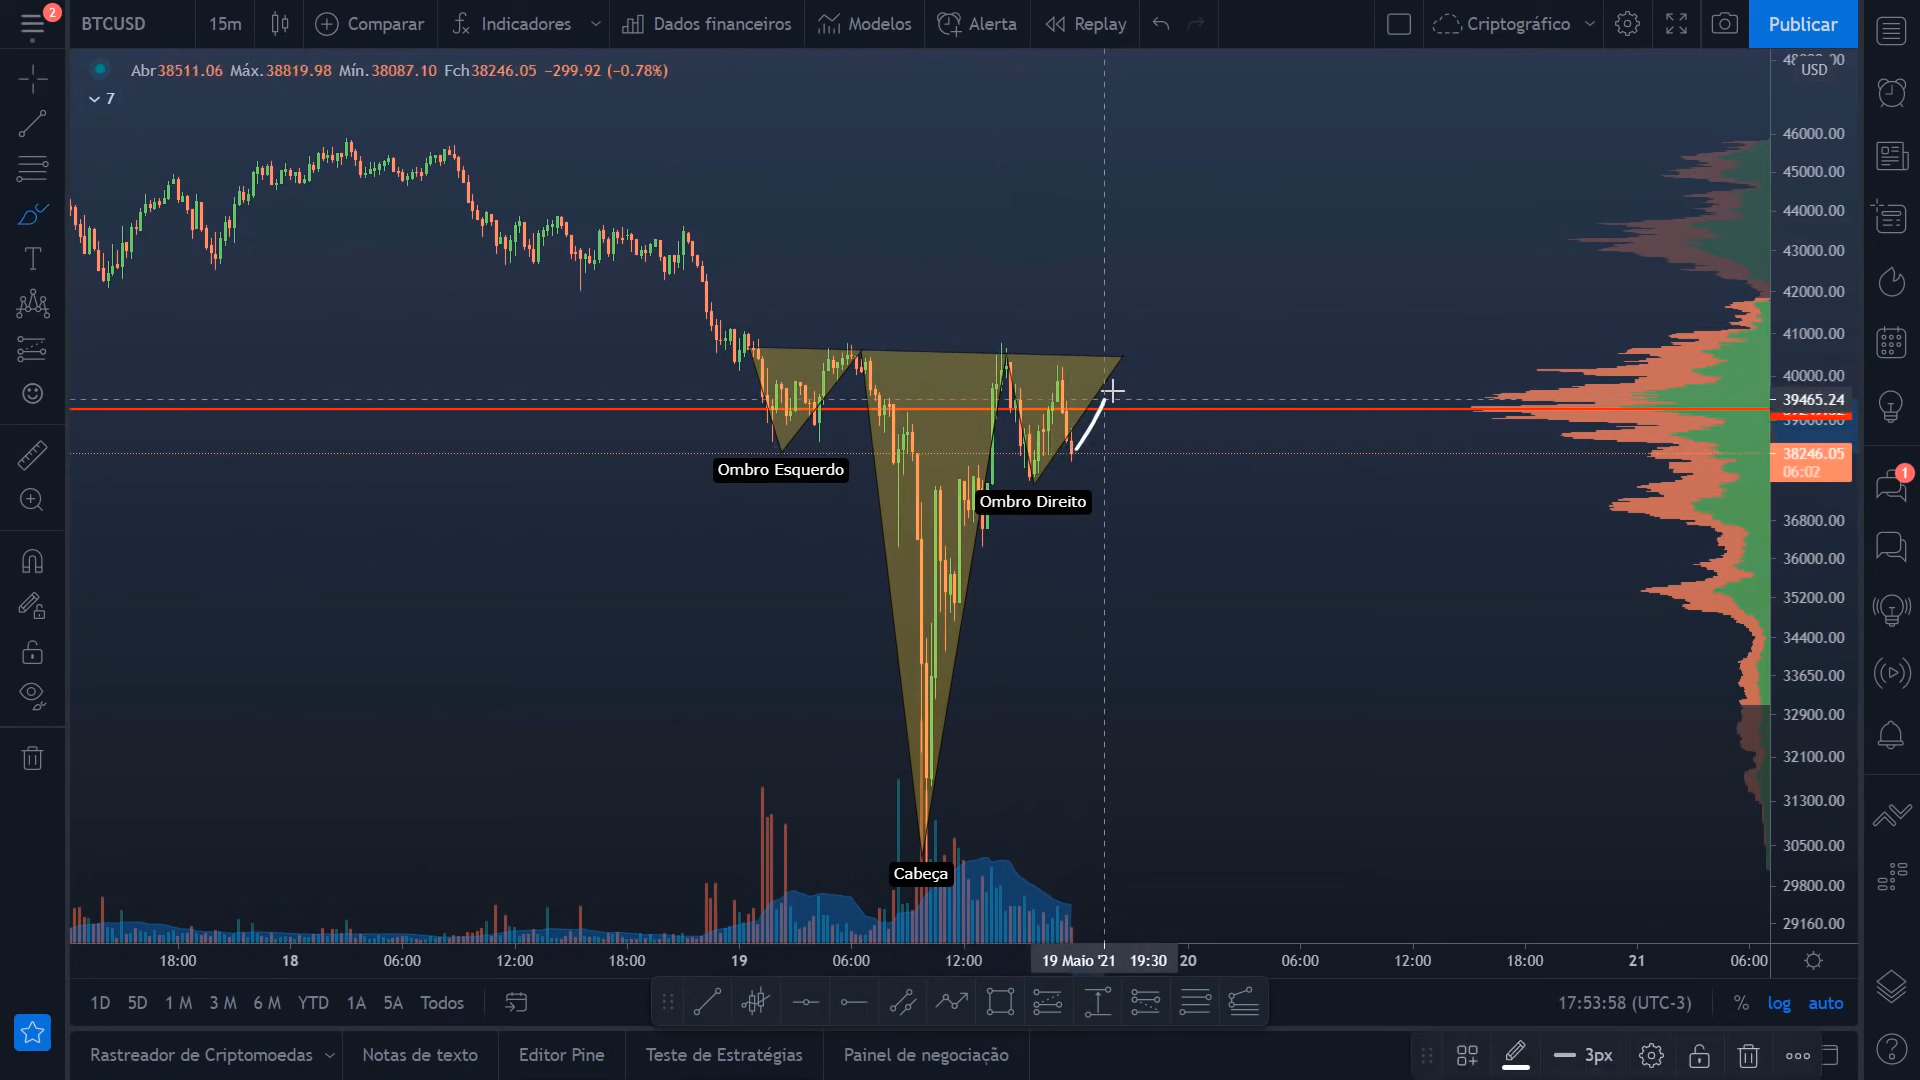 2
BTCUSD
15m
Comparar
Indicadores
Dados financeiros
Modelos
Alerta
Replay
Criptográfico
Publicar
Abr38511.06 Máx.38819.98 Mín.38087.10 Fch38246.05 −299.92 (−0.78%)
7
USD
46000.00
45000.00
44000.00
43000.00
42000.00
41000.00
40000.00
39465.24
39000.00
38246.05
06:02
36800.00
36000.00
35200.00
34400.00
33650.00
32900.00
32100.00
31300.00
30500.00
29800.00
29160.00
1
Ombro Esquerdo
Ombro Direito
Cabeça
18:00
18
06:00
12:00
18:00
19
06:00
12:00
19 Maio '21 19:30
20
06:00
12:00
18:00
21
06:00
1D
5D
1 M
3 M
6 M
YTD
1A
5A
Todos
17:53:58 (UTC-3)
%
log
auto
Rastreador de Criptomoedas
Notas de texto
Editor Pine
Teste de Estratégias
Painel de negociação
3px